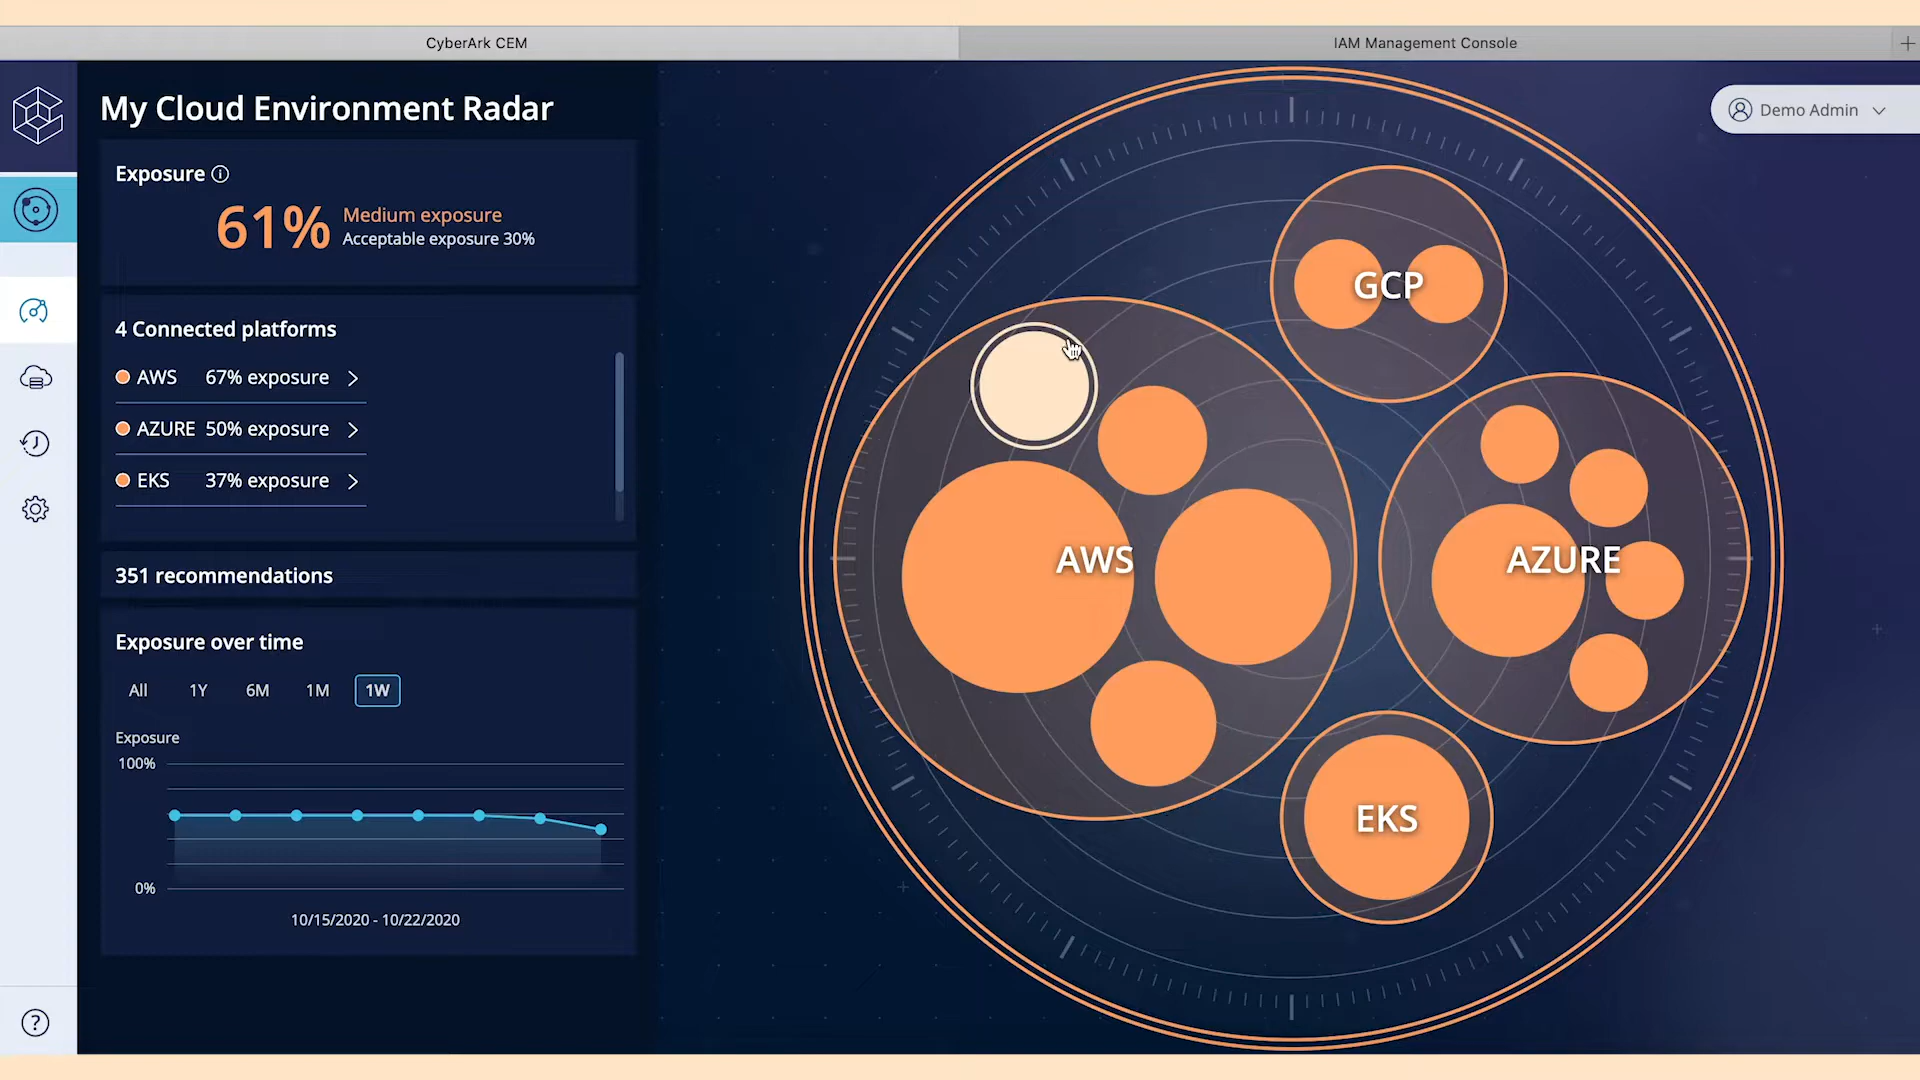 CyberArk CEM
IAM Management Console
My Cloud Environment Radar
Demo Admin
Exposure
61%
Medium exposure
Acceptable exposure 30%
4 Connected platforms
AWS 67% exposure
AZURE 50% exposure
EKS 37% exposure
351 recommendations
Exposure over time
All 1Y 6M 1M 1W
Exposure
100%
0%
10/15/2020 - 10/22/2020
GCP
AWS
AZURE
EKS